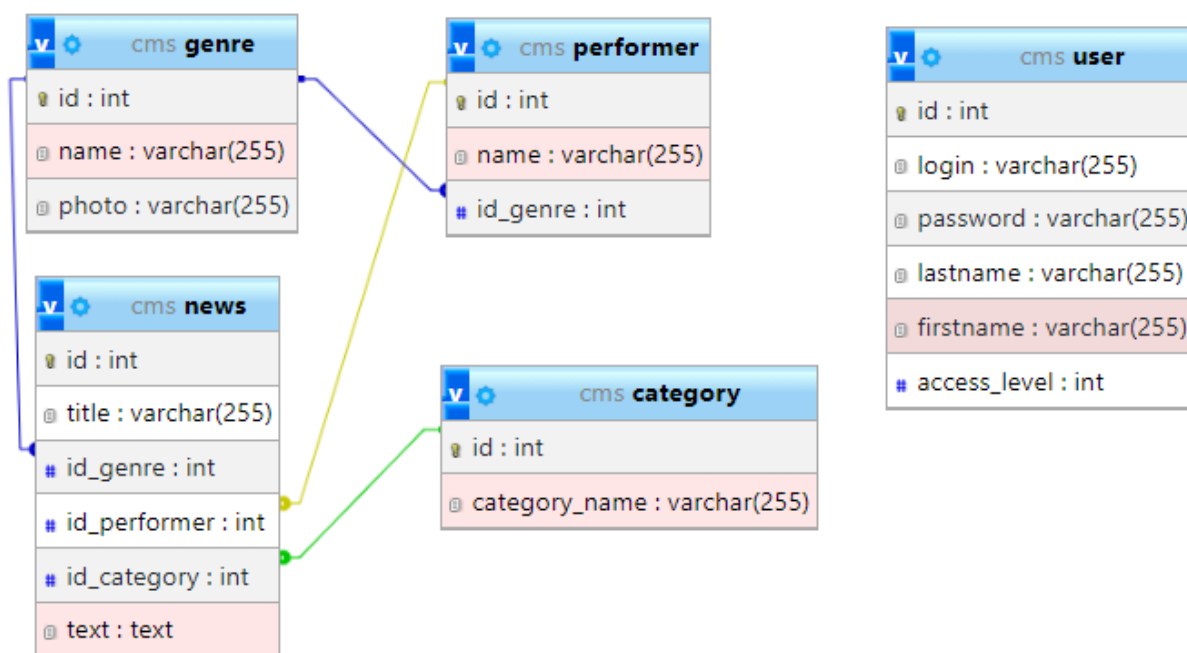 v cms genre
id : int
name : varchar(255)
photo : varchar(255)
v cms performer
id : int
name : varchar(255)
# id_genre : int
v cms user
id : int
login : varchar(255)
password : varchar(255)
lastname : varchar(255)
firstname : varchar(255)
# access_level : int
v cms news
id : int
title : varchar(255)
# id_genre : int
# id_performer : int
# id_category : int
text : text
v cms category
id : int
category_name : varchar(255)